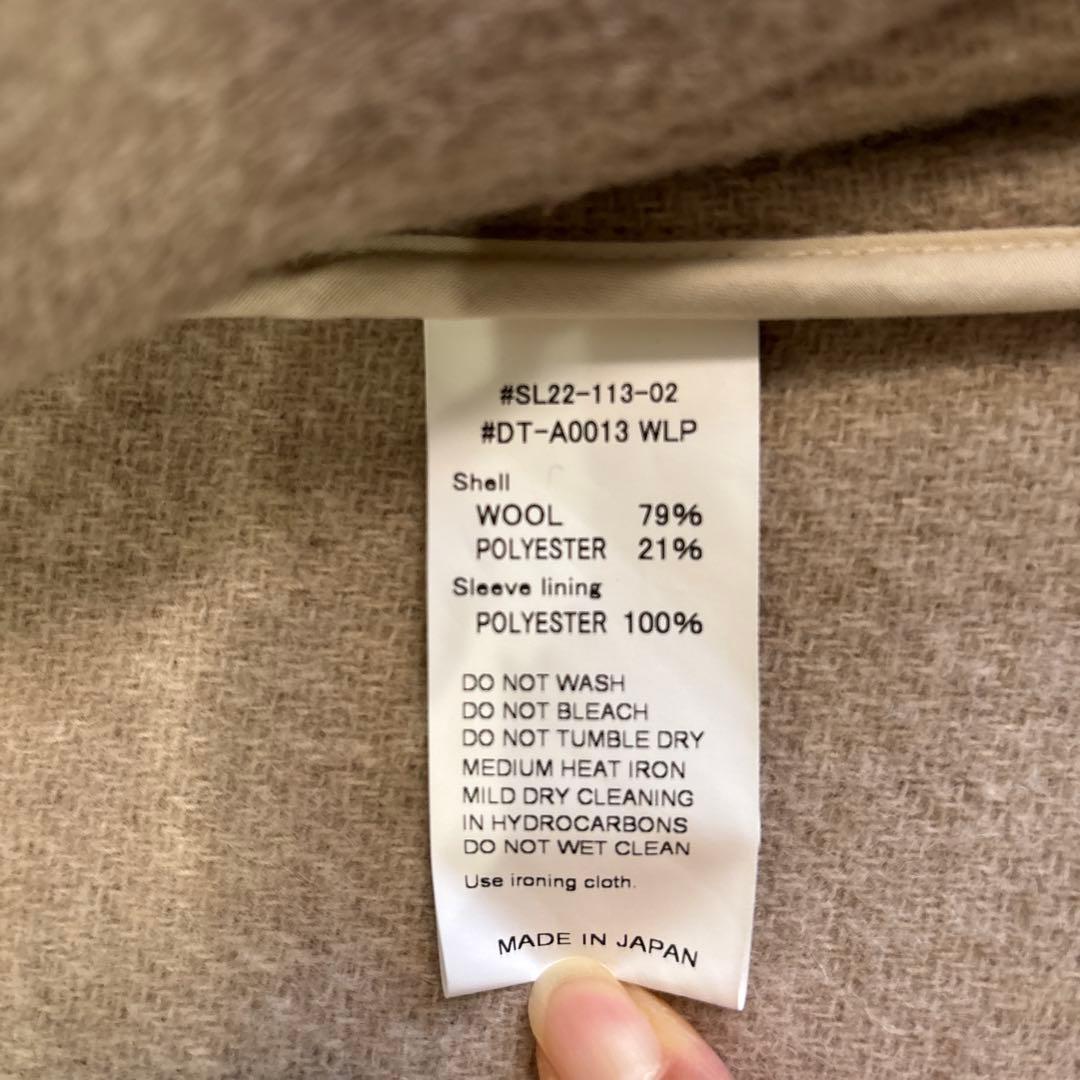 #SL22-113-02
#DT-A0013 WLP
Shell
WOOL 79%
POLYESTER 21%
Sleeve lining
POLYESTER 100%
DO NOT WASH
DO NOT BLEACH
DO NOT TUMBLE DRY
MEDIUM HEAT IRON
MILD DRY CLEANING
IN HYDROCARBONS
DO NOT WET CLEAN
Use ironing cloth.
MADE IN JAPAN